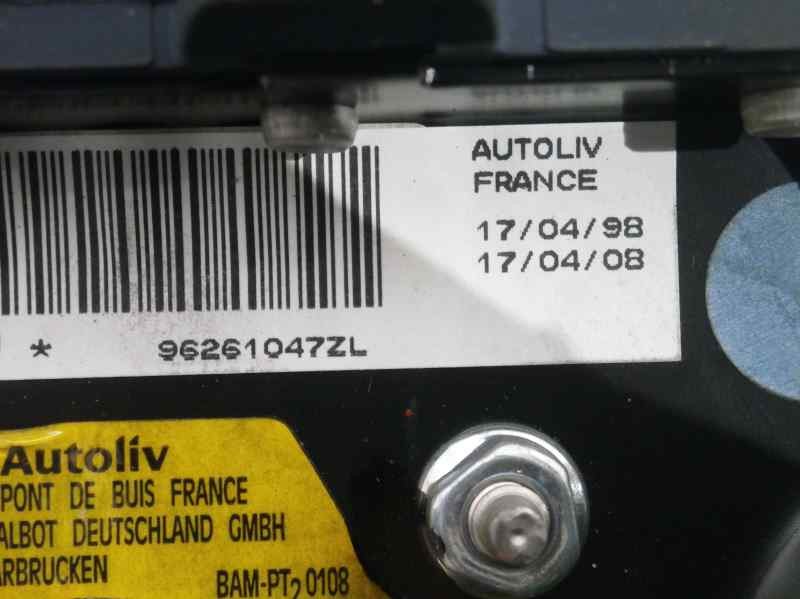 AUTOLIV
FRANCE
17/04/98
17/04/08
* 96261047ZL
Autoliv
PONT DE BUIS FRANCE
ALBOT DEUTSCHLAND GMBH
ARBRUCKEN
BAM-PT2 0108